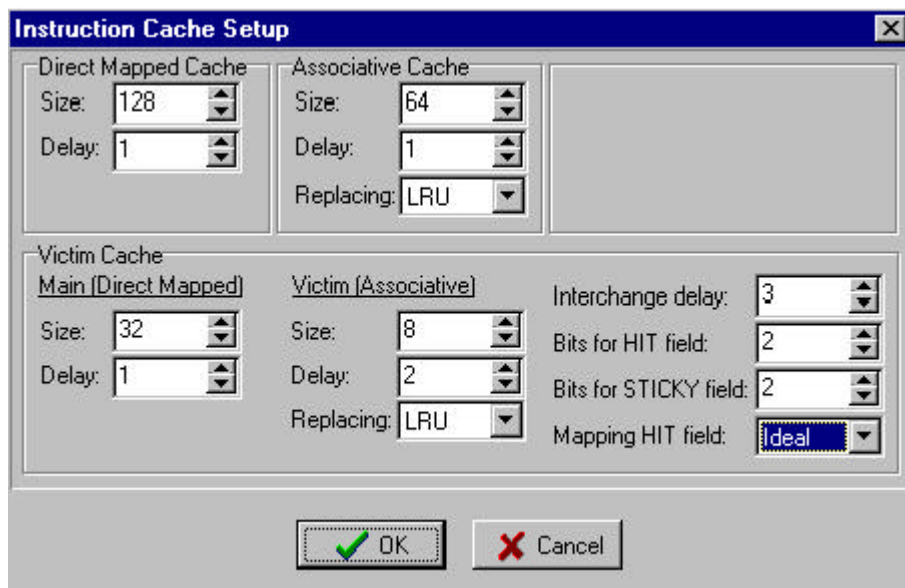 Instruction Cache Setup
Direct Mapped Cache
Size: 128
Delay: 1
Associative Cache
Size: 64
Delay: 1
Replacing: LRU
Victim Cache
Main (Direct Mapped)
Size: 32
Delay: 1
Victim (Associative)
Size: 8
Delay: 2
Replacing: LRU
Interchange delay: 3
Bits for HIT field: 2
Bits for STICKY field: 2
Mapping HIT field: Ideal
OK
Cancel